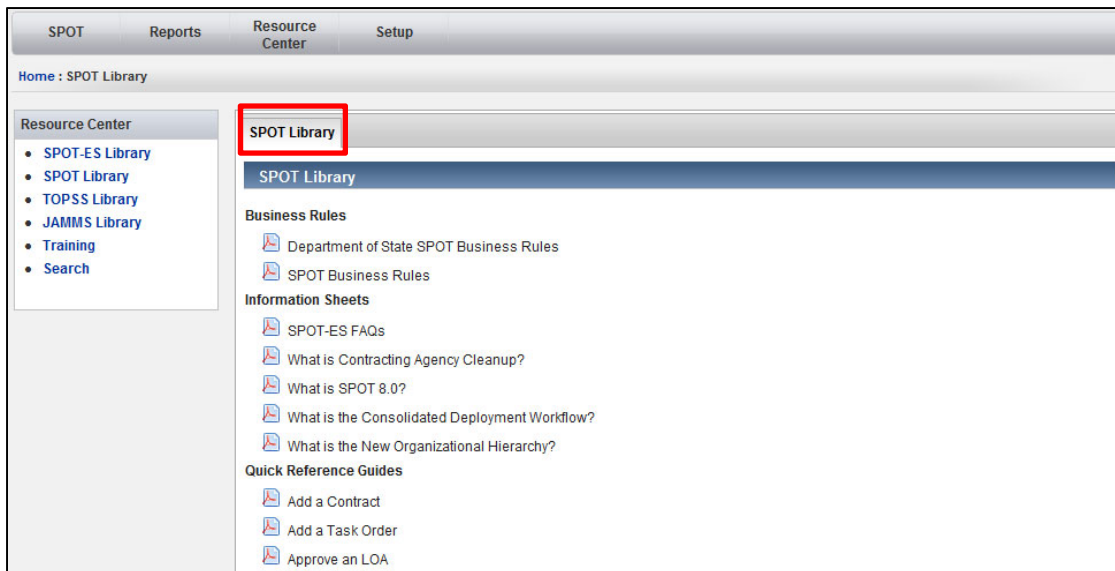 SPOT
Reports
Resource
Center
Setup
Home : SPOT Library
Resource Center
SPOT-ES Library
SPOT Library
TOPSS Library
JAMMS Library
Training
Search
SPOT Library
SPOT Library
Business Rules
Department of State SPOT Business Rules
SPOT Business Rules
Information Sheets
SPOT-ES FAQs
What is Contracting Agency Cleanup?
What is SPOT 8.0?
What is the Consolidated Deployment Workflow?
What is the New Organizational Hierarchy?
Quick Reference Guides
Add a Contract
Add a Task Order
Approve an LOA